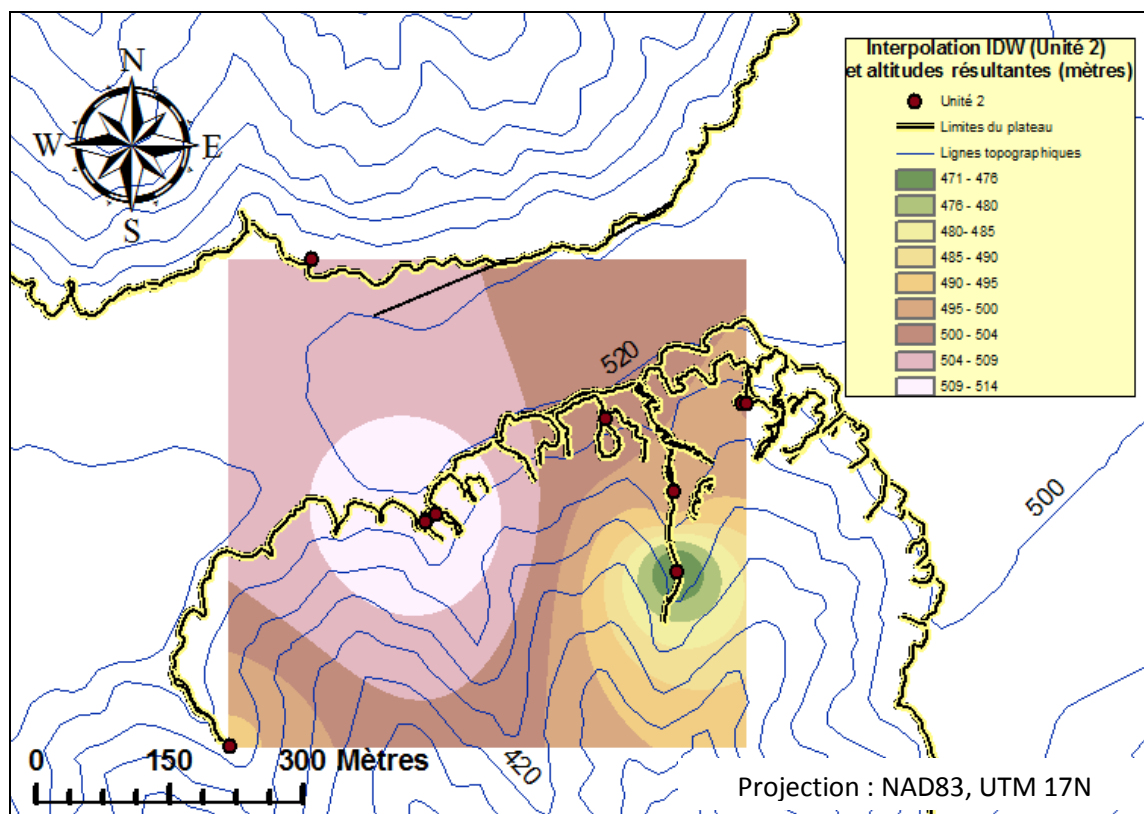 Interpolation IDW (Unité 2)
et altitudes résultantes (mètres)
Unité 2
Limites du plateau
Lignes topographiques
471 - 476
476 - 480
480- 485
485 - 490
490 - 495
495 - 500
500 - 504
504 - 509
509 - 514
N
W
E
S
520
500
420
0 150 300 Mètres
Projection : NAD83, UTM 17N